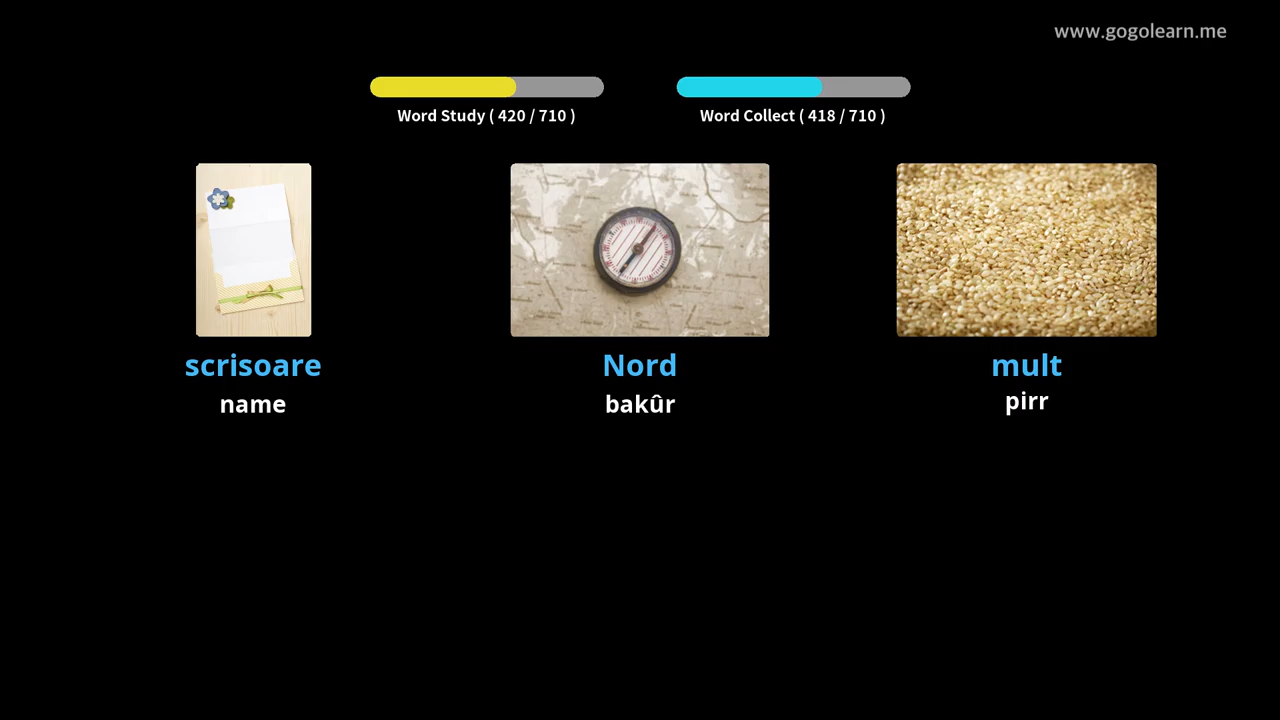 www.gogolearn.me
Word Study ( 420 / 710 )
Word Collect ( 418 / 710 )
scrisoare
Nord
mult
name
bakûr
pirr